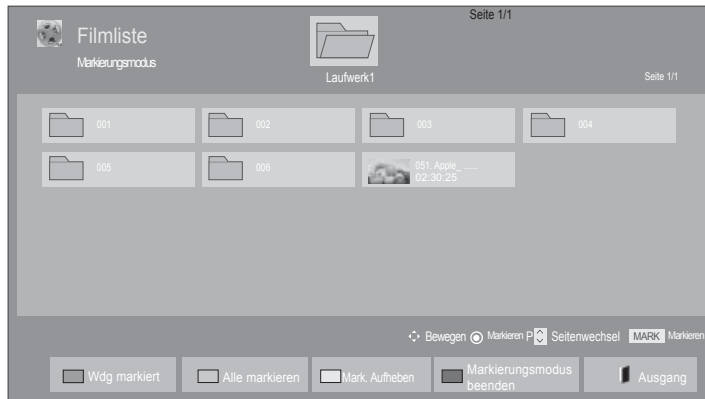 Seite 1/1
Filmliste
Markierungsmodus
Laufwerk1
Seite 1/1
001 002 003 004
005 006 051. Apple_ ......
02:30:25
Bewegen Markieren P Seitenwechsel MARK Markieren
Wdg markiert Alle markieren Mark. Aufheben Markierungsmodus beenden Ausgang